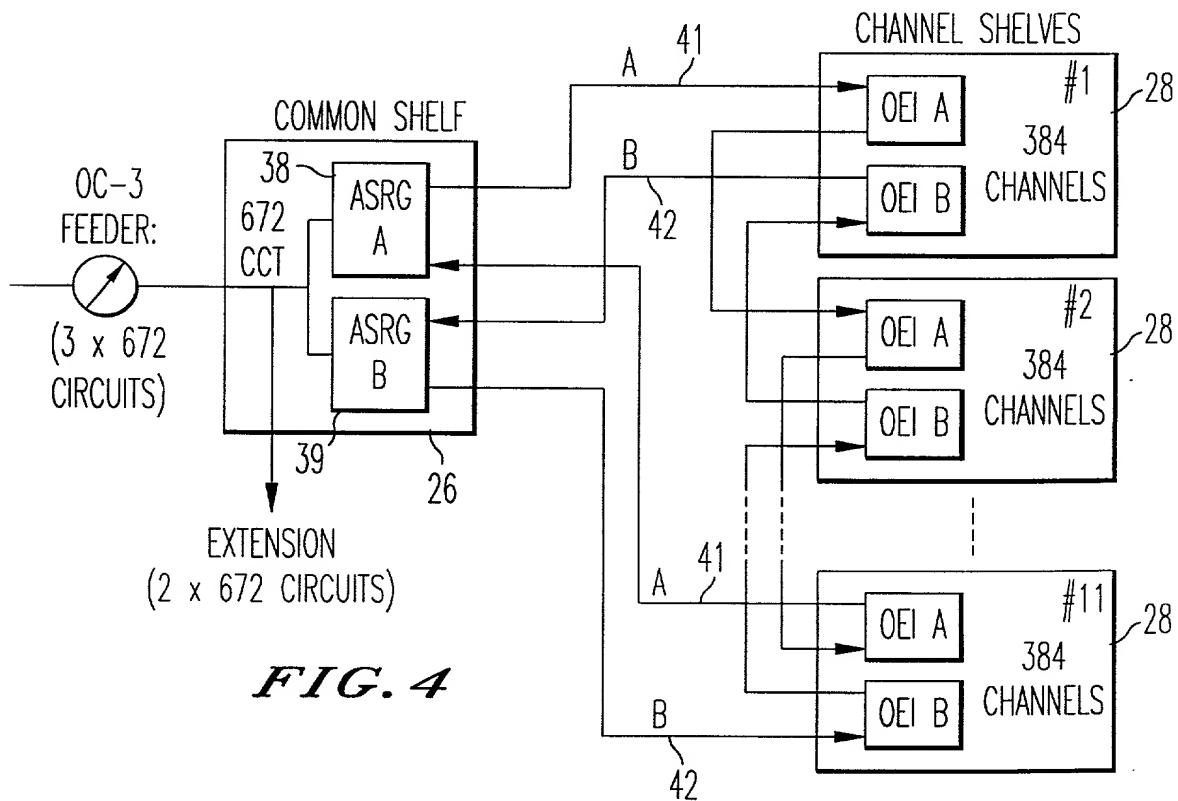 CHANNEL SHELVES
COMMON SHELF
OC-3
FEEDER:
(3 x 672
CIRCUITS)
672
CCT
38
ASRG
A
ASRG
B
39
26
EXTENSION
(2 x 672 CIRCUITS)
A
41
B
42
A
41
B
42
OEI A
OEI B
#1
384
CHANNELS
28
OEI A
OEI B
#2
384
CHANNELS
28
OEI A
OEI B
#11
384
CHANNELS
28
FIG. 4